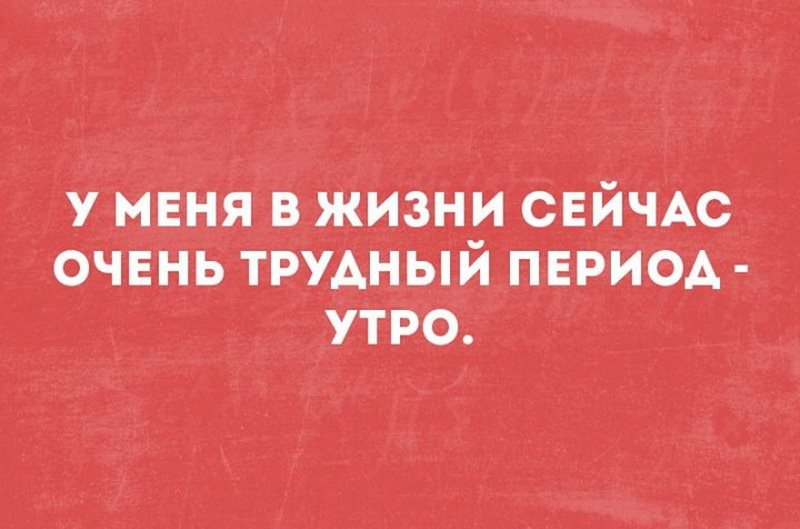 У МЕНЯ В ЖИЗНИ СЕЙЧАС
ОЧЕНЬ ТРУДНЫЙ ПЕРИОД -
УТРО.